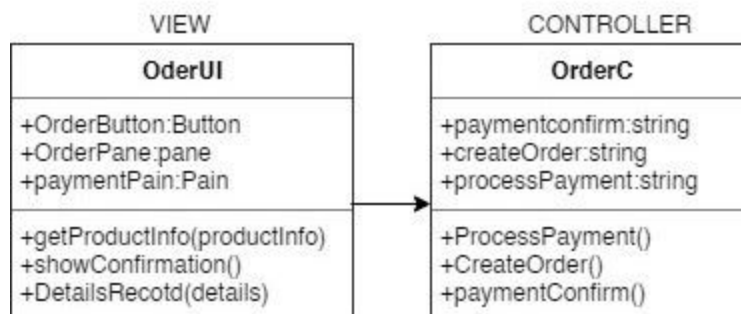 VIEW
OderUI
+OrderButton:Button
+OrderPane:pane
+paymentPain:Pain
+getProductInfo(productInfo)
+showConfirmation()
+DetailsRecotd(details)
CONTROLLER
OrderC
+paymentconfirm:string
+createOrder:string
+processPayment:string
+ProcessPayment()
+CreateOrder()
+paymentConfirm()